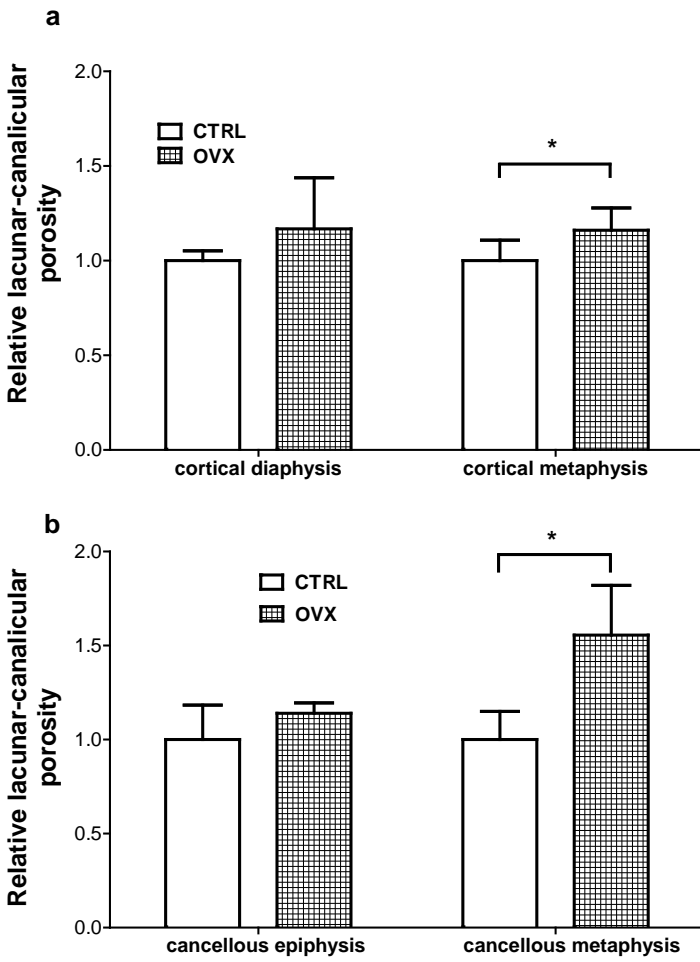 a
Relative lacunar-canalicular
porosity
2.0
1.5
1.0
0.5
0.0
CTRL
OVX
*
cortical diaphysis
cortical metaphysis
b
Relative lacunar-canalicular
porosity
2.0
1.5
1.0
0.5
0.0
CTRL
OVX
*
cancellous epiphysis
cancellous metaphysis